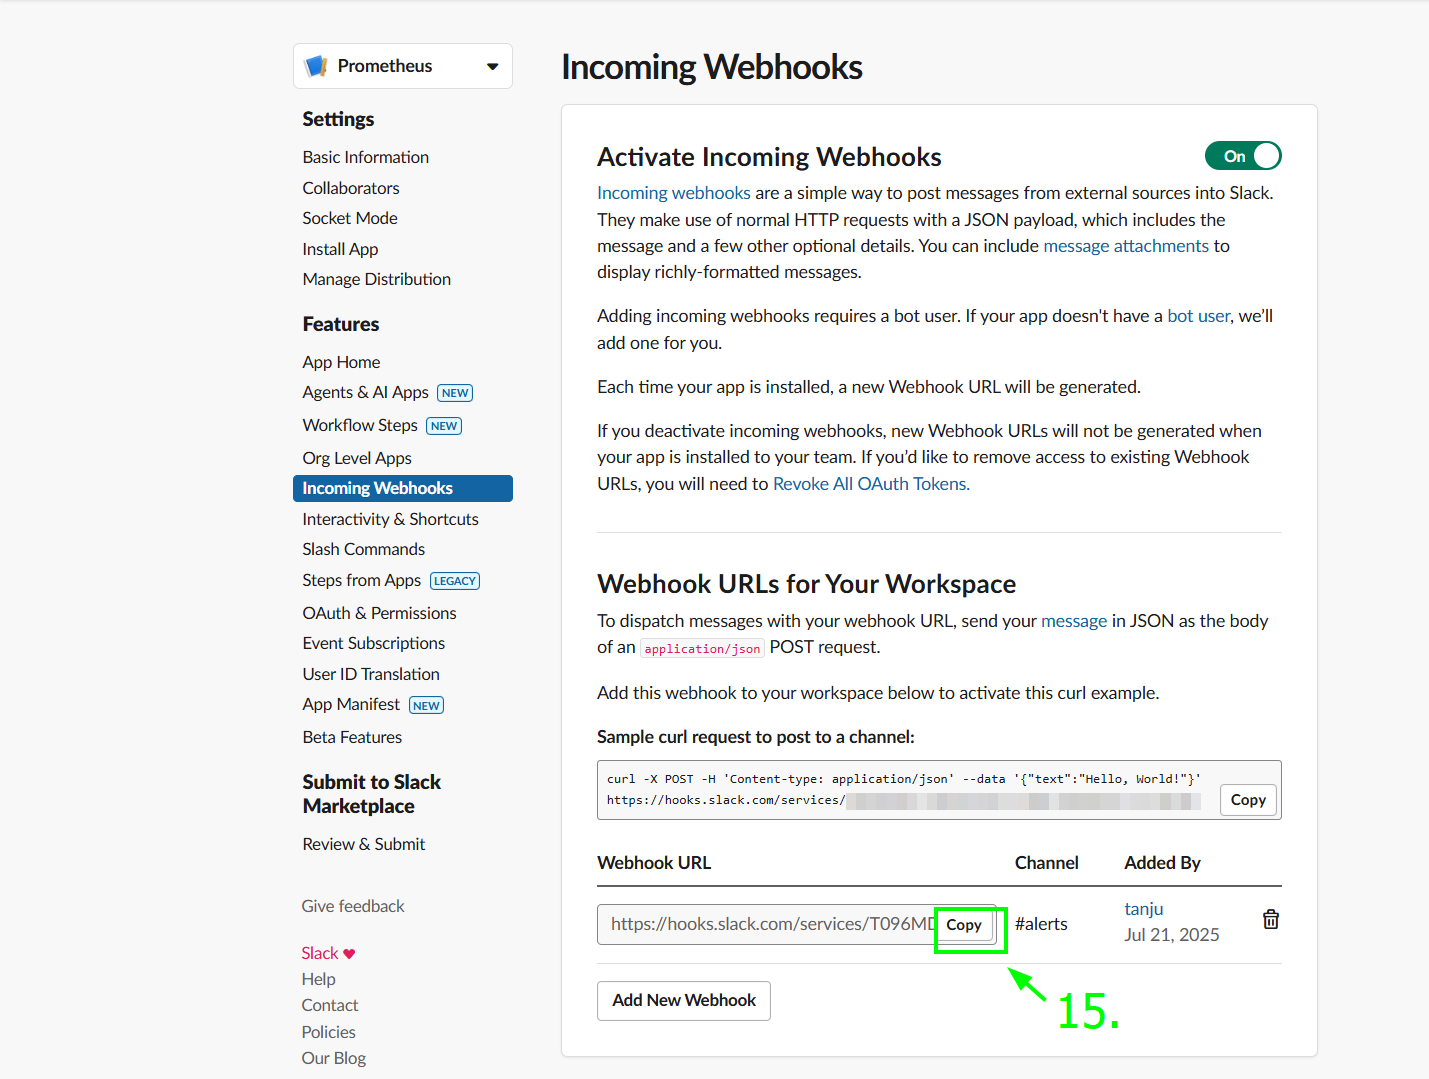 Prometheus
Settings
Basic Information
Collaborators
Socket Mode
Install App
Manage Distribution
Features
App Home
Agents & AI Apps NEW
Workflow Steps NEW
Org Level Apps
Incoming Webhooks
Interactivity & Shortcuts
Slash Commands
Steps from Apps LEGACY
OAuth & Permissions
Event Subscriptions
User ID Translation
App Manifest NEW
Beta Features
Submit to Slack
Marketplace
Review & Submit
Give feedback
Slack ♥
Help
Contact
Policies
Our Blog
Incoming Webhooks
Activate Incoming Webhooks On
Incoming webhooks are a simple way to post messages from external sources into Slack.
They make use of normal HTTP requests with a JSON payload, which includes the
message and a few other optional details. You can include message attachments to
display richly-formatted messages.
Adding incoming webhooks requires a bot user. If your app doesn't have a bot user, we’ll
add one for you.
Each time your app is installed, a new Webhook URL will be generated.
If you deactivate incoming webhooks, new Webhook URLs will not be generated when
your app is installed to your team. If you’d like to remove access to existing Webhook
URLs, you will need to Revoke All OAuth Tokens.
Webhook URLs for Your Workspace
To dispatch messages with your webhook URL, send your message in JSON as the body
of an application/json POST request.
Add this webhook to your workspace below to activate this curl example.
Sample curl request to post to a channel:
curl -X POST -H 'Content-type: application/json' --data '{"text":"Hello, World!"}'
https://hooks.slack.com/services/ Copy
Webhook URL Channel Added By
https://hooks.slack.com/services/T096M Copy #alerts tanju
Jul 21, 2025
Add New Webhook
15.